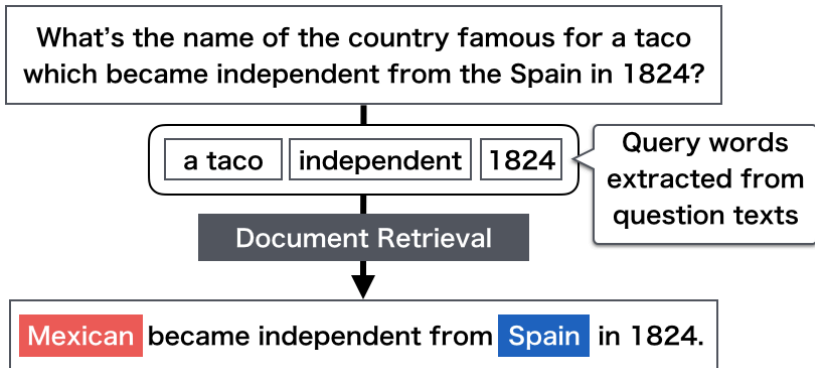 What's the name of the country famous for a taco
which became independent from the Spain in 1824?
a taco independent 1824
Query words
extracted from
question texts
Document Retrieval
Mexican became independent from Spain in 1824.